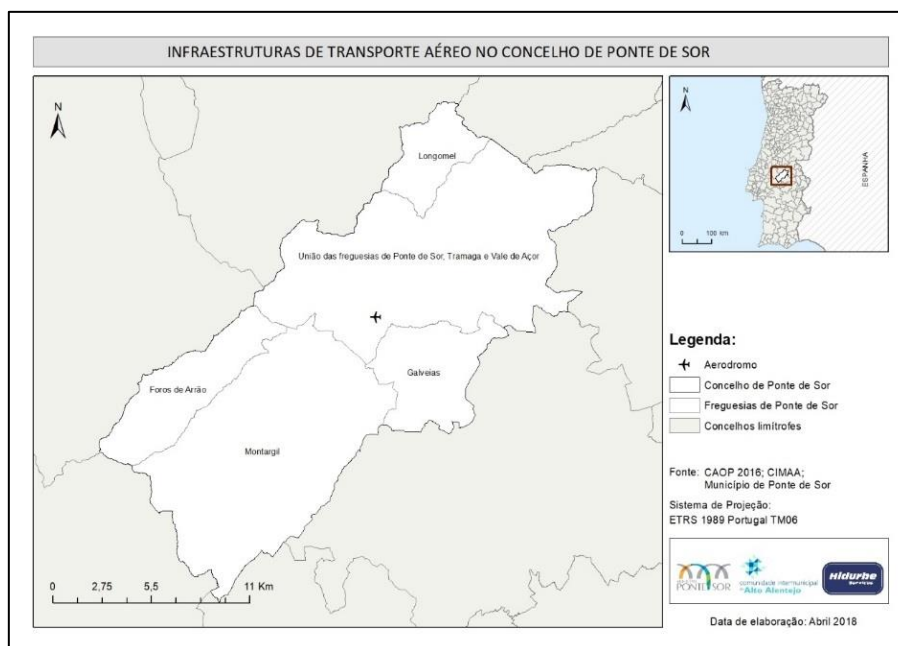 INFRAESTRUTURAS DE TRANSPORTE AÉREO NO CONCELHO DE PONTE DE SOR
N
Longomel
União das freguesias de Ponte de Sor, Tramaga e Vale de Açor
Galveias
Foros de Arrão
Montargil
0 2,75 5,5 11 Km
N
ESPANHA
0 100 km
Legenda:
Aerodromo
Concelho de Ponte de Sor
Freguesias de Ponte de Sor
Concelhos limítrofes
Fonte: CAOP 2016; CIMAA;
Município de Ponte de Sor
Sistema de Projeção:
ETRS 1989 Portugal TM06
PONTE SOR
comunidade intermunicipal
do Alto Alentejo
Hidurbe
Serviços
Data de elaboração: Abril 2018